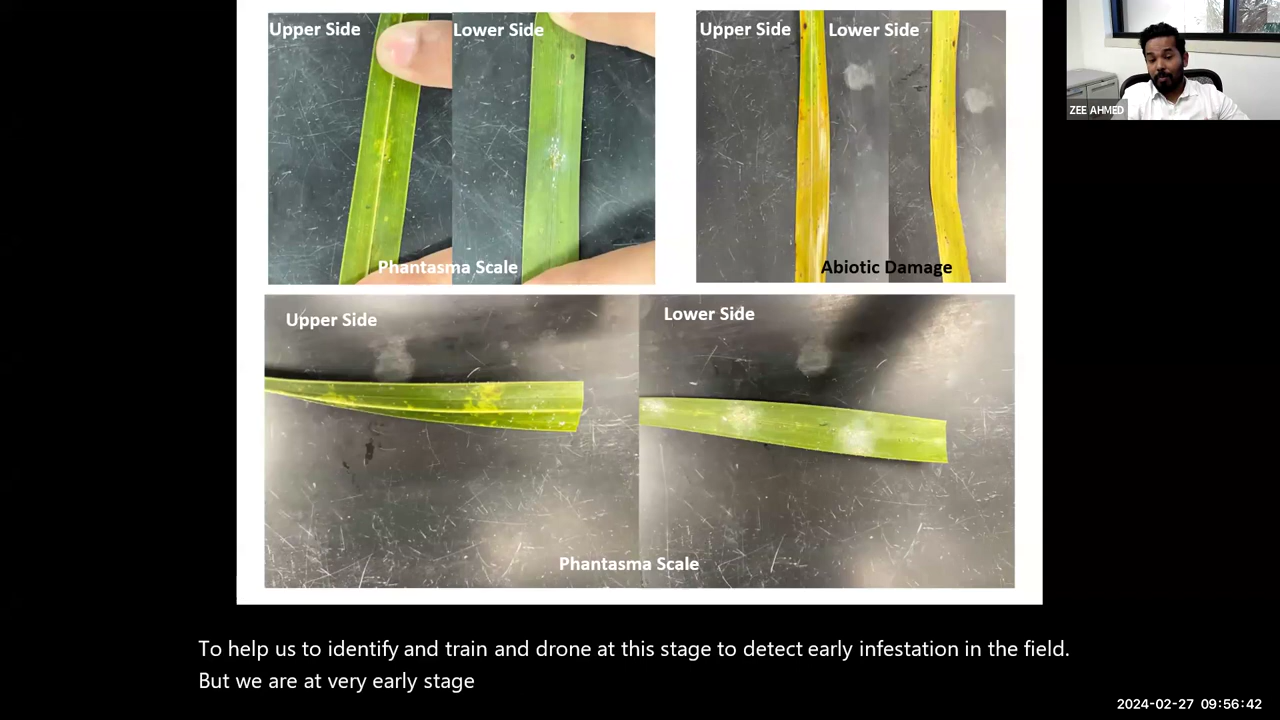 Upper Side
Lower Side
Phantasma Scale
Upper Side
Lower Side
Abiotic Damage
ZEE AHMED
Upper Side
Lower Side
Phantasma Scale
To help us to identify and train and drone at this stage to detect early infestation in the field.
But we are at very early stage
2024-02-27 09:56:42